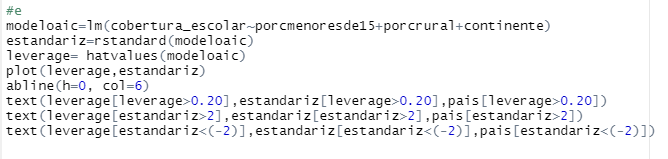 #e
modeloaic=lm(cobertura_escolar~porcmenoresde15+porcrural+continente)
estandariz=rstandard(modeloaic)
leverage= hatvalues(modeloaic)
plot(leverage,estandariz)
abline(h=0, col=6)
text(leverage[leverage>0.20],estandariz[leverage>0.20],pais[leverage>0.20])
text(leverage[estandariz>2],estandariz[estandariz>2],pais[estandariz>2])
text(leverage[estandariz<(-2)],estandariz[estandariz<(-2)],pais[estandariz<(-2)])